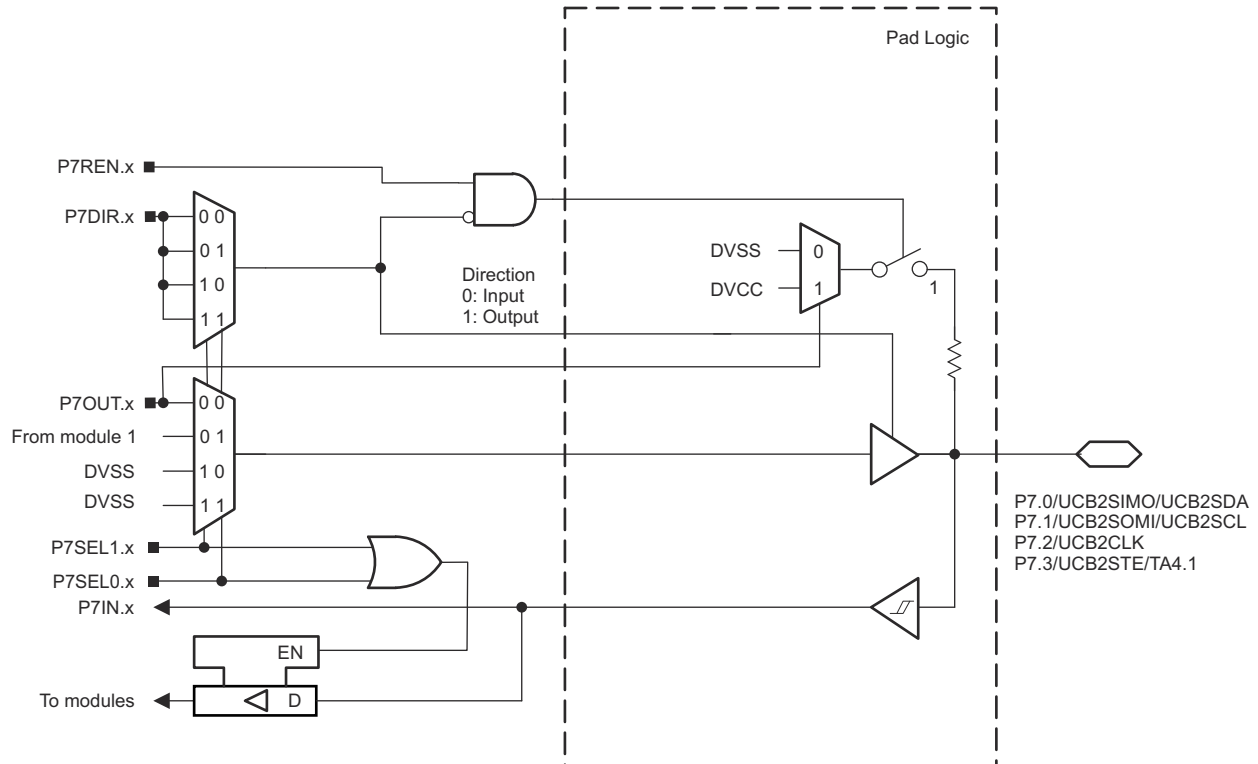 Pad Logic
P7REN.x
P7DIR.x
0 0
0 1
1 0
1 1
Direction
0: Input
1: Output
DVSS
0
DVCC
1
1
P7OUT.x
0 0
From module 1
0 1
DVSS
1 0
DVSS
1 1
P7.0/UCB2SIMO/UCB2SDA
P7.1/UCB2SOMI/UCB2SCL
P7.2/UCB2CLK
P7.3/UCB2STE/TA4.1
P7SEL1.x
P7SEL0.x
P7IN.x
EN
To modules
D